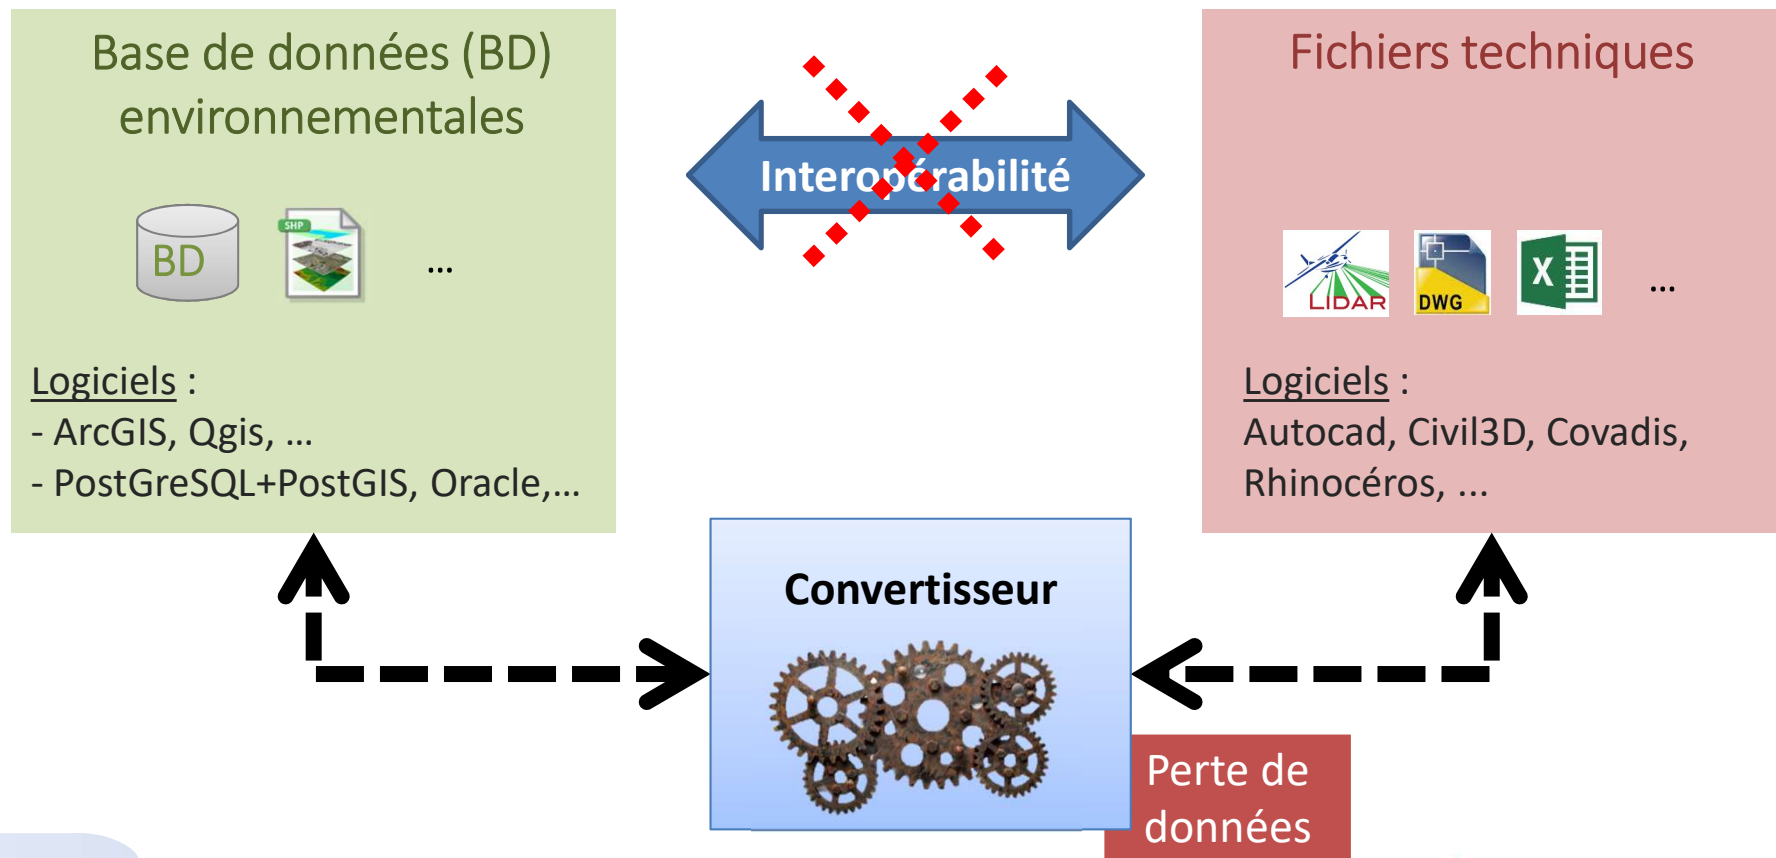 Base de données (BD)
environnementales
BD
SHP
...
Logiciels :
- ArcGIS, Qgis, ...
- PostGreSQL+PostGIS, Oracle,...
Interopérabilité
Fichiers techniques
LIDAR
DWG
X
...
Logiciels :
Autocad, Civil3D, Covadis,
Rhinocéros, ...
Convertisseur
Perte de
données